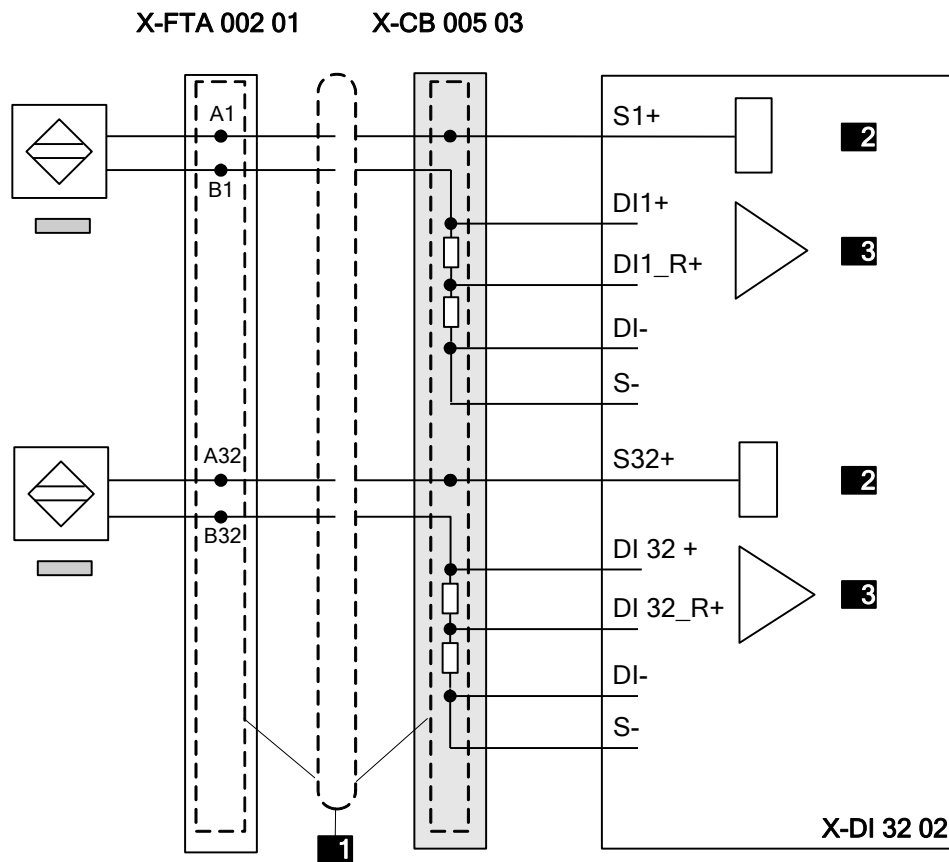 X-FTA 002 01
X-CB 005 03
A1
S1+
2
B1
DI1+
3
DI1_R+
DI-
S-
A32
S32+
2
B32
DI 32 +
3
DI 32_R+
DI-
S-
X-DI 32 02
1